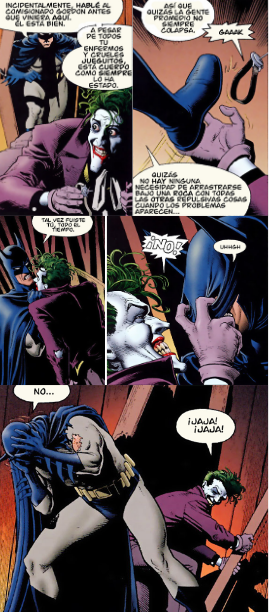 INCIDENTALMENTE, HABLÉ AL
COMISIONADO GORDON ANTES
QUE VINIERA AQUÍ.
ÉL ESTÁ BIEN.
A PESAR
DE TODOS
TU
ENFERMOS
Y CRUELES
JUEGUITOS,
ESTÁ CUERDO
COMO SIEMPRE
LO HA
ESTADO.
ASÍ QUE
QUIZÁS LA GENTE
PROMEDIO NO
SIEMPRE
COLAPSA.
GAAAK
QUIZÁS
NO HAY NINGUNA
NECESIDAD DE ARRASTRARSE
BAJO UNA ROCA CON TODAS
LAS OTRAS REPULSIVAS COSAS
CUANDO LOS PROBLEMAS
APARECEN...
TAL VEZ FUISTE
TÚ, TODO EL
TIEMPO.
¡NO!
UHHGH
NO...
¡JAJA!
¡JAJA!